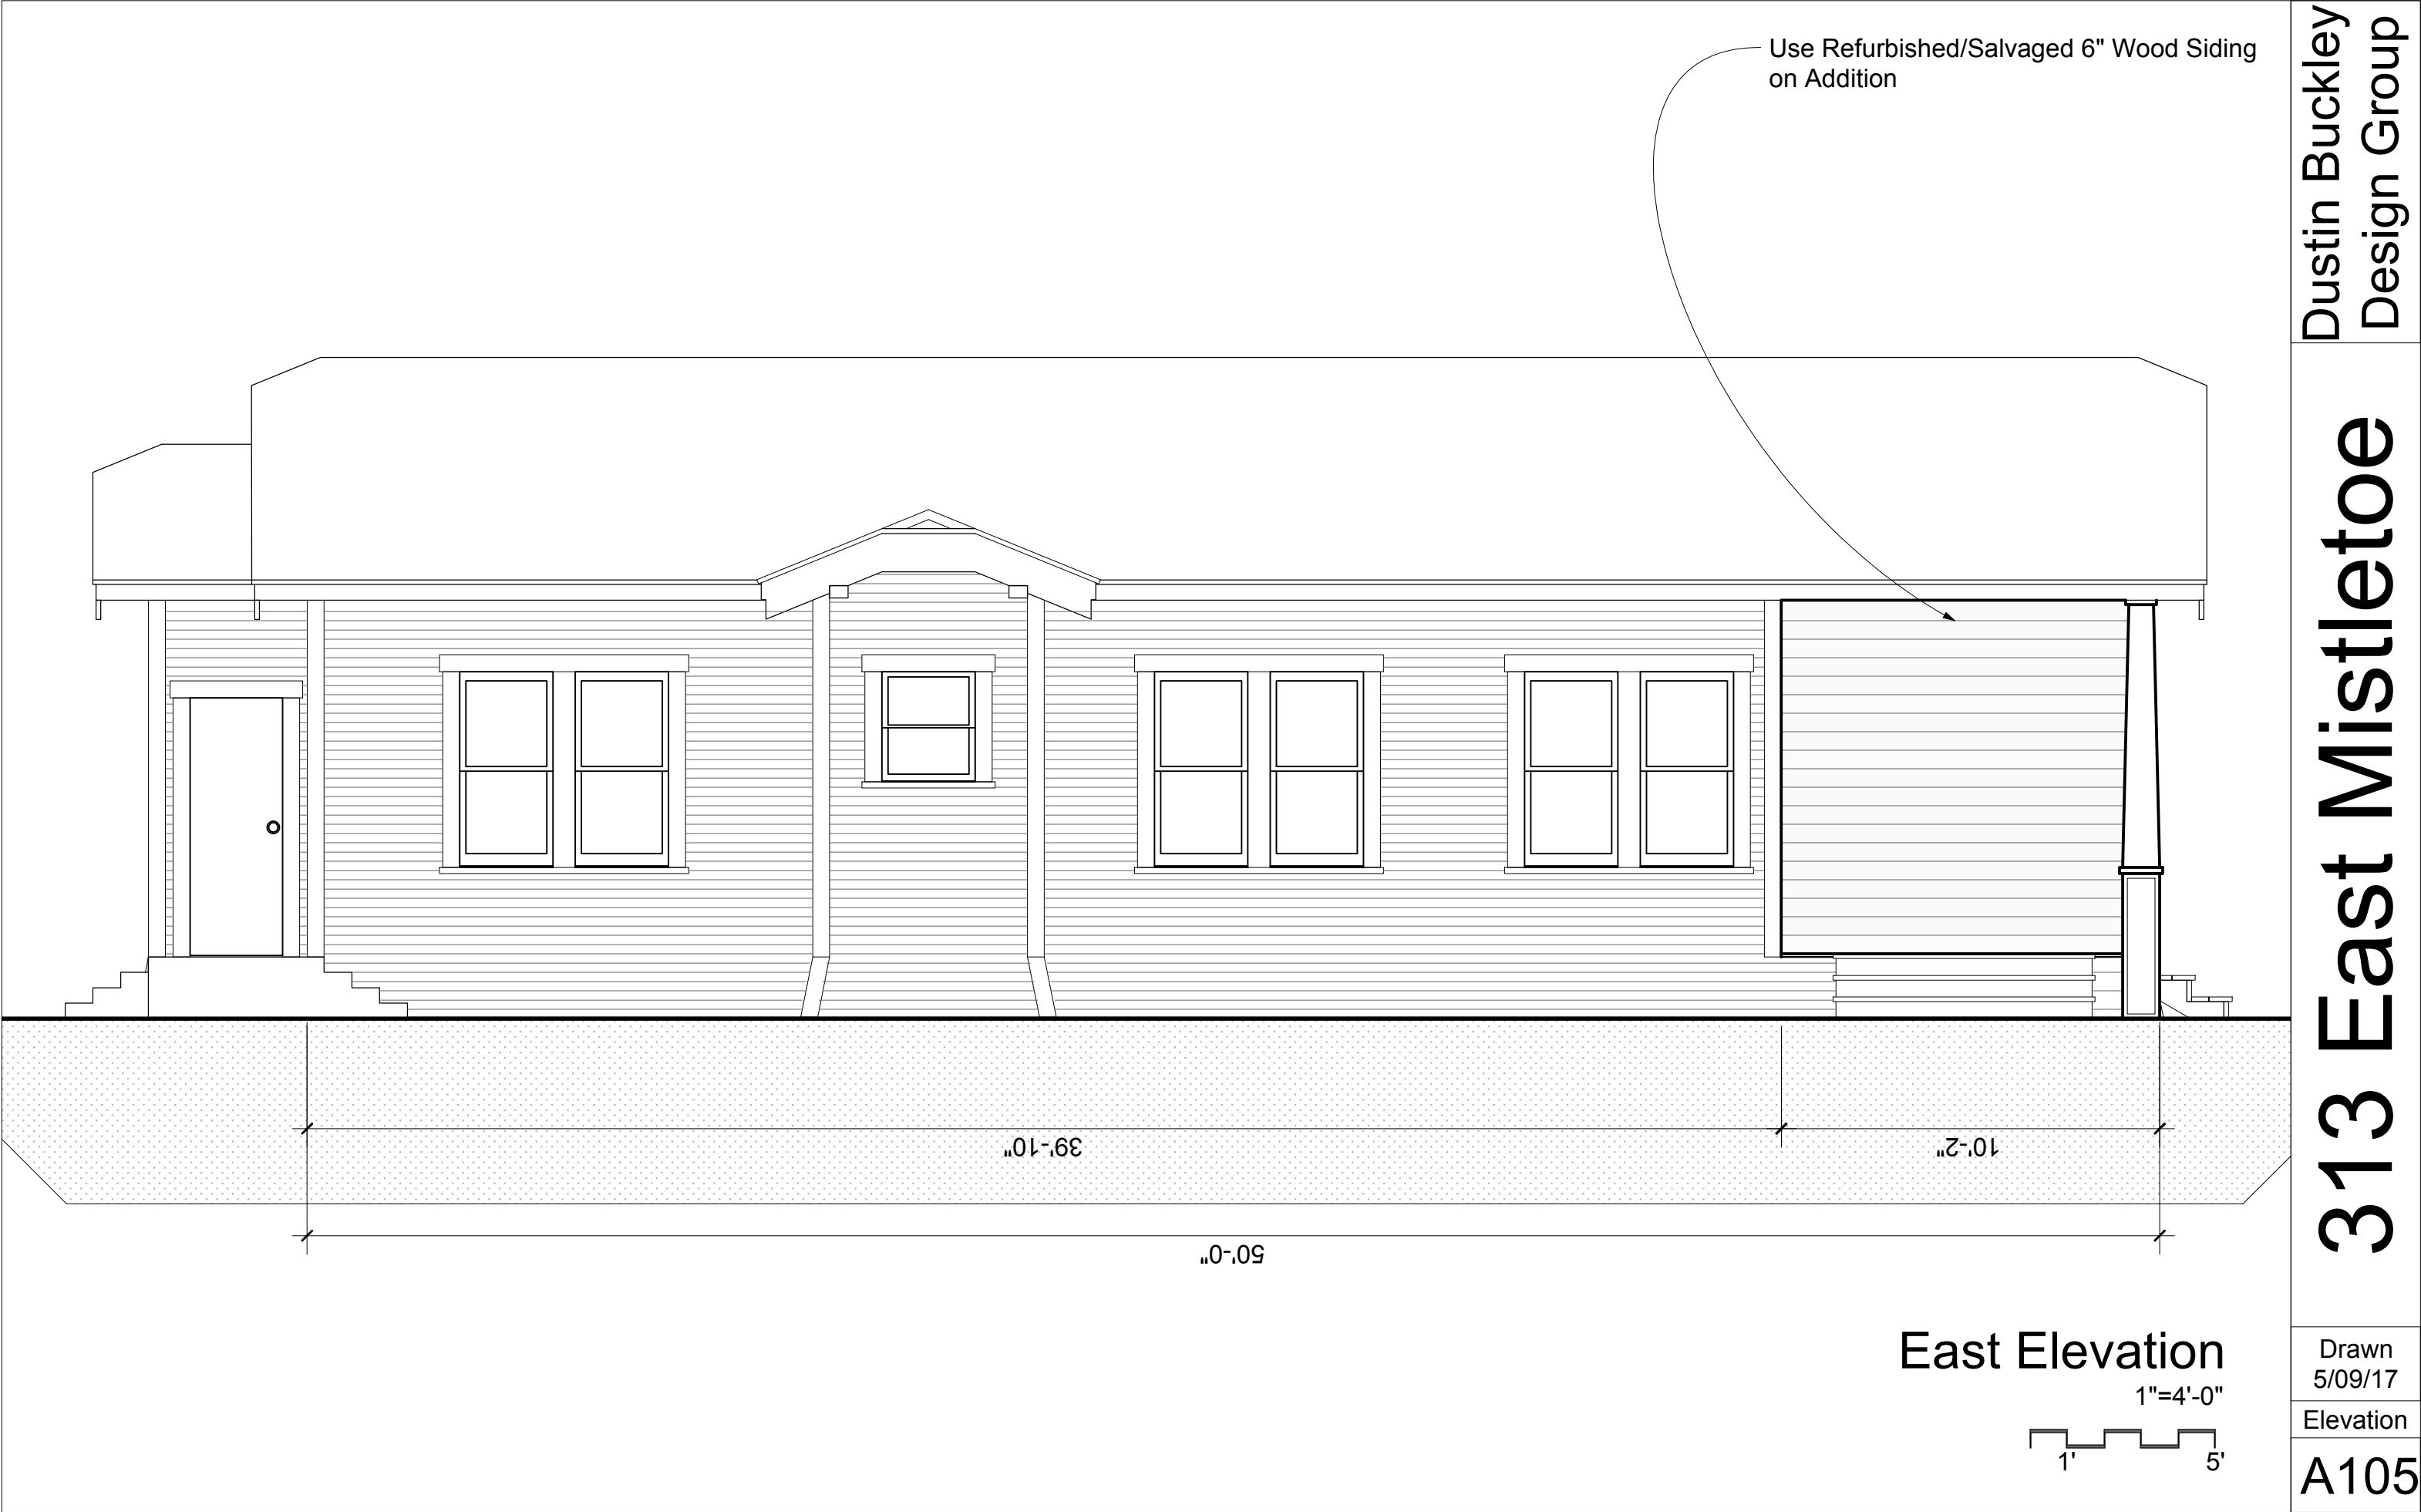 Use Refurbished/Salvaged 6" Wood Siding
on Addition
39'-10"
10'-2"
50'-0"
East Elevation
1"=4'-0"
1'
5'
Dustin Buckley
Design Group
313 East Mistletoe
Drawn
5/09/17
Elevation
A105